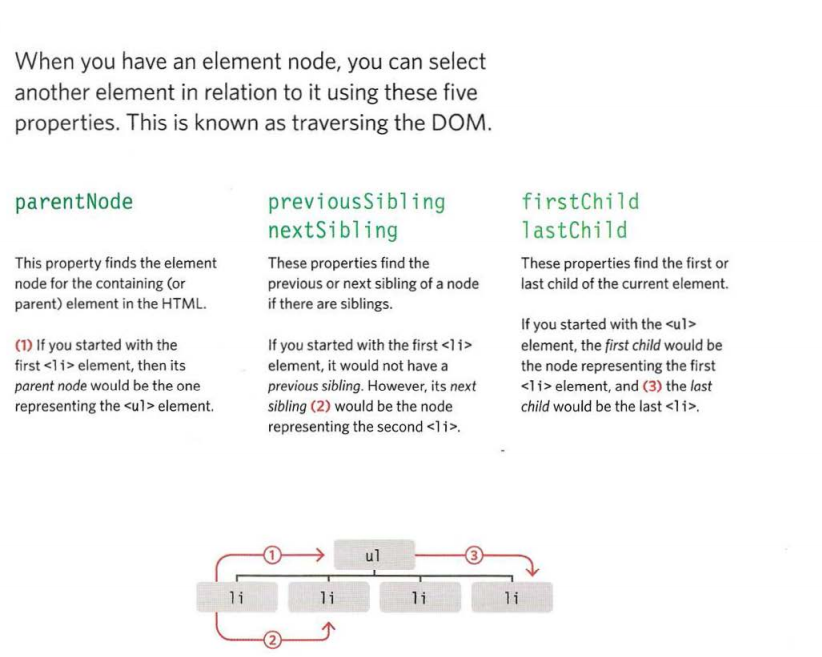 When you have an element node, you can select
another element in relation to it using these five
properties. This is known as traversing the DOM.
parentNode
This property finds the element
node for the containing (or
parent) element in the HTML.
(1) If you started with the
first <li> element, then its
parent node would be the one
representing the <ul> element.
previousSibling
nextSibling
These properties find the
previous or next sibling of a node
if there are siblings.
If you started with the first <li>
element, it would not have a
previous sibling. However, its next
sibling (2) would be the node
representing the second <li>.
firstChild
lastChild
These properties find the first or
last child of the current element.
If you started with the <ul>
element, the first child would be
the node representing the first
<li> element, and (3) the last
child would be the last <li>.
1 ul 3
li li li li
2